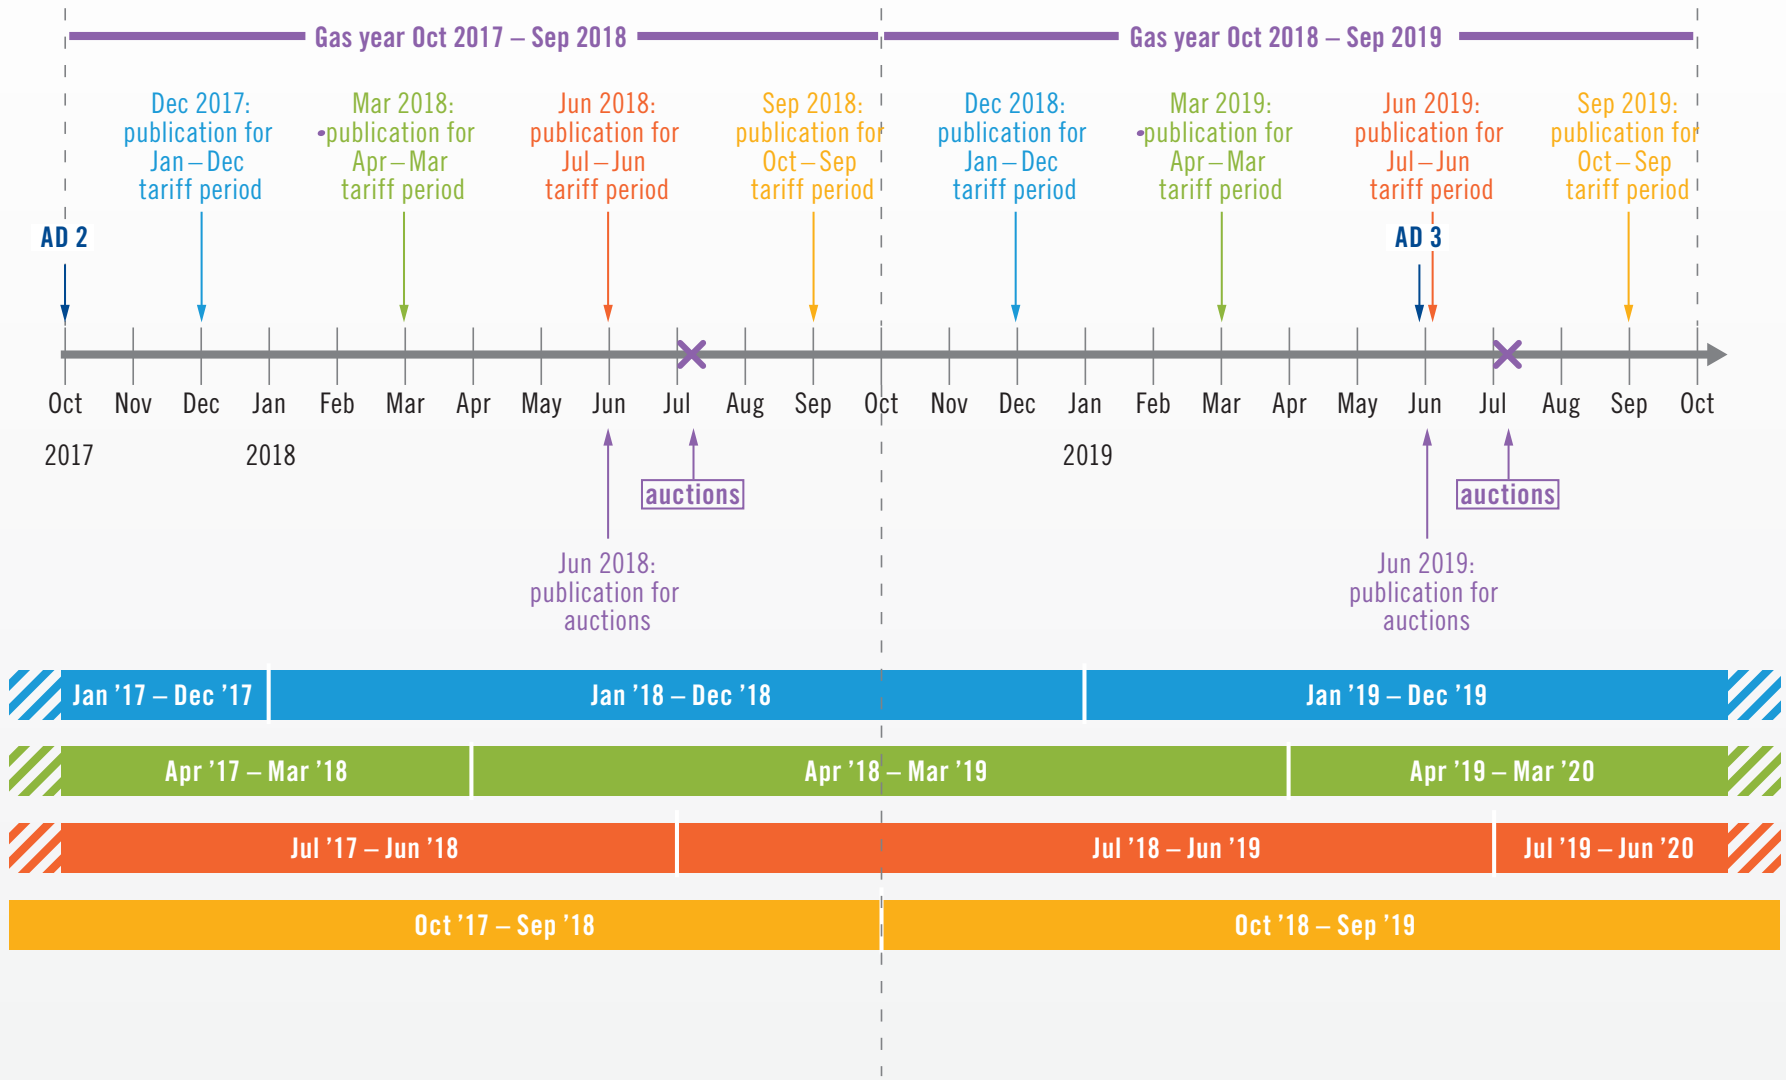 Gas year Oct 2017 – Sep 2018
Gas year Oct 2018 – Sep 2019
Dec 2017:
publication for
Jan – Dec
tariff period
Mar 2018:
publication for
Apr – Mar
tariff period
Jun 2018:
publication for
Jul – Jun
tariff period
Sep 2018:
publication for
Oct – Sep
tariff period
Dec 2018:
publication for
Jan – Dec
tariff period
Mar 2019:
publication for
Apr – Mar
tariff period
Jun 2019:
publication for
Jul – Jun
tariff period
Sep 2019:
publication for
Oct – Sep
tariff period
AD 2
AD 3
Oct Nov Dec Jan Feb Mar Apr May Jun Jul Aug Sep Oct Nov Dec Jan Feb Mar Apr May Jun Jul Aug Sep Oct
2017 2018 2019
auctions
auctions
Jun 2018:
publication for
auctions
Jun 2019:
publication for
auctions
Jan ’17 – Dec ’17
Jan ’18 – Dec ’18
Jan ’19 – Dec ’19
Apr ’17 – Mar ’18
Apr ’18 – Mar ’19
Apr ’19 – Mar ’20
Jul ’17 – Jun ’18
Jul ’18 – Jun ’19
Jul ’19 – Jun ’20
Oct ’17 – Sep ’18
Oct ’18 – Sep ’19